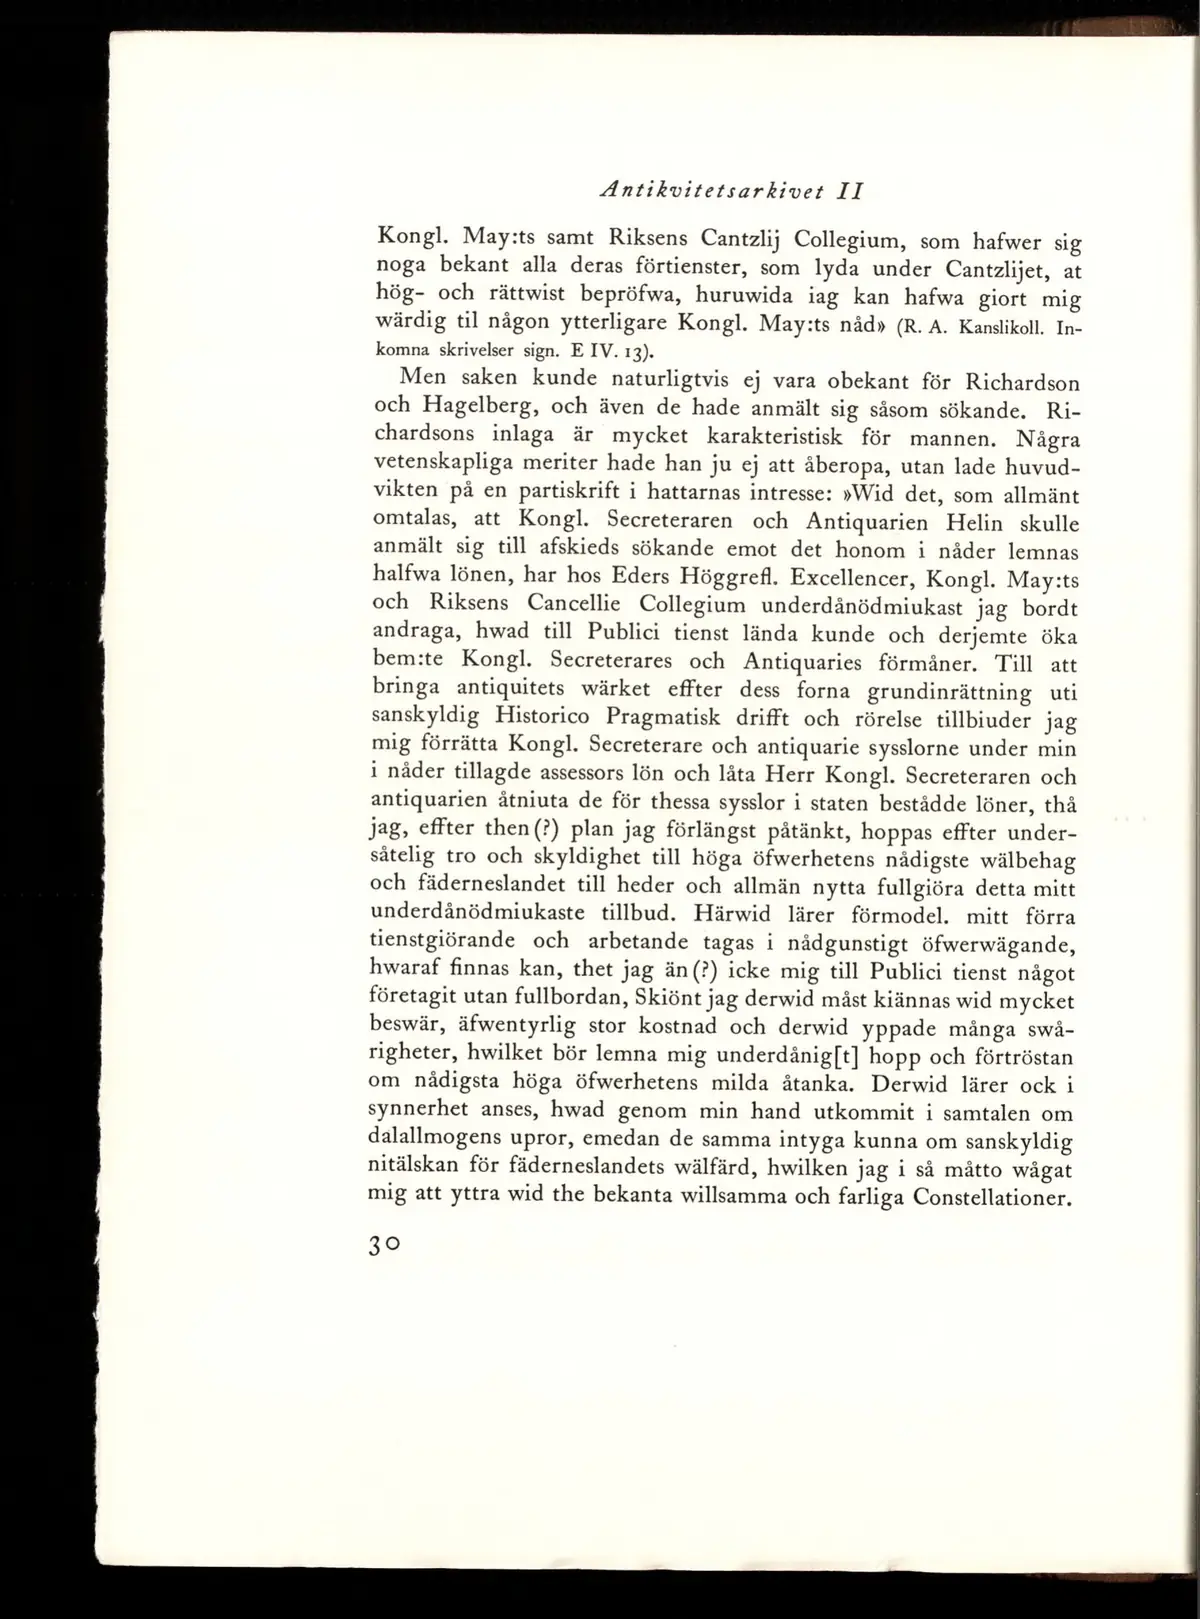 Antikvitetsarkivet II
Kongl. May:ts samt Riksens Cantzlij Collegium, som hafwer sig
noga bekant alla deras förtienster, som lyda under Cantzlijet, at
hög- och rättwist bepröfwa, huruwida iag kan hafwa giort mig
wärdig til någon ytterligare Kongl. May:ts nåd» (R. A. Kanslikoll. In-
komna skrivelser sign. E IV. 13).
Men saken kunde naturligtvis ej vara obekant för Richardson
och Hagelberg, och även de hade anmält sig såsom sökande. Ri-
chardsons inlaga är mycket karakteristisk för mannen. Några
vetenskapliga meriter hade han ju ej att åberopa, utan lade huvud-
vikten på en partiskrift i hattarnas intresse: »Wid det, som allmänt
omtalas, att Kongl. Secreteraren och Antiquarien Helin skulle
anmält sig till afskieds sökande emot det honom i nåder lemnas
halfwa lönen, har hos Eders Höggrefl. Excellencer, Kongl. May:ts
och Riksens Cancellie Collegium underdånödmiukast jag bordt
andraga, hwad till Publici tienst lända kunde och derjemte öka
bem:te Kongl. Secreterares och Antiquaries förmåner. Till att
bringa antiquitets wärket effter dess forna grundinrättning uti
sanskyldig Historico Pragmatisk drifft och rörelse tillbiuder jag
mig förrätta Kongl. Secreterare och antiquarie sysslorne under min
i nåder tillagde assessors lön och låta Herr Kongl. Secreteraren och
antiquarien åtniuta de för thessa sysslor i staten bestådde löner, thå
jag, effter then(?) plan jag förlängst påtänkt, hoppas effter under-
såtelig tro och skyldighet till höga öfwerhetens nådigste wälbehag
och fäderneslandet till heder och allmän nytta fullgiöra detta mitt
underdånödmiukaste tillbud. Härwid lärer förmodel. mitt förra
tienstgiörande och arbetande tagas i nådgunstigt öfwerwägande,
hwaraf finnas kan, thet jag än(?) icke mig till Publici tienst något
företagit utan fullbordan, Skiönt jag derwid måst kiännas wid mycket
beswär, äfwentyrlig stor kostnad och derwid yppade många swå-
righeter, hwilket bör lemna mig underdånig[t] hopp och förtröstan
om nådigsta höga öfwerhetens milda åtanka. Derwid lärer ock i
synnerhet anses, hwad genom min hand utkommit i samtalen om
dalallmogens upror, emedan de samma intyga kunna om sanskyldig
nitälskan för fäderneslandets wälfärd, hwilken jag i så måtto wågat
mig att yttra wid the bekanta willsamma och farliga Constellationer.
30